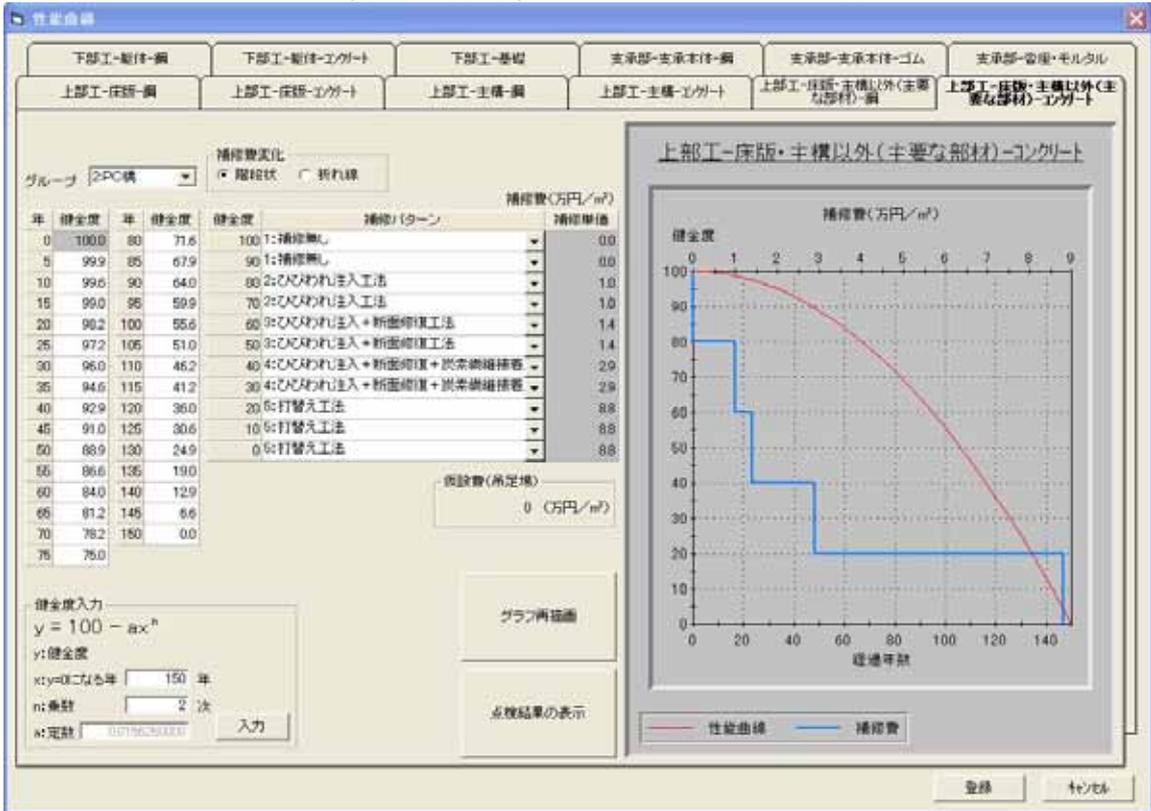 性能曲線
下部工-躯体-鋼 下部工-躯体-コンクリート 下部工-基礎 支承部-支承本体-鋼 支承部-支承本体-ゴム 支承部-沓座・モルタル
上部工-床版-鋼 上部工-床版-コンクリート 上部工-主構-鋼 上部工-主構-コンクリート 上部工-床版・主構以外(主要な部材)-鋼 上部工-床版・主構以外(主要な部材)-コンクリート
グループ 2:PC橋
補修費変化
階段状 折れ線
補修費(万円/㎡)
年 健全度 年 健全度 健全度 補修パターン 補修単価
0 100.0 80 71.6 100 1:補修無し 0.0
5 99.9 85 67.9 90 1:補修無し 0.0
10 99.6 90 64.0 80 2:ひびわれ注入工法 1.0
15 99.0 95 59.9 70 2:ひびわれ注入工法 1.0
20 98.2 100 55.6 60 3:ひびわれ注入+断面修復工法 1.4
25 97.2 105 51.0 50 3:ひびわれ注入+断面修復工法 1.4
30 96.0 110 46.2 40 4:ひびわれ注入+断面修復+炭素繊維接着 2.9
35 94.6 115 41.2 30 4:ひびわれ注入+断面修復+炭素繊維接着 2.9
40 92.9 120 36.0 20 5:打替え工法 8.8
45 91.0 125 30.6 10 5:打替え工法 8.8
50 88.9 130 24.9 0 5:打替え工法 8.8
55 86.6 135 19.0
60 84.0 140 12.9
65 81.2 145 6.6
70 78.2 150 0.0
75 75.0
仮設費(吊足場)
0 (万円/㎡)
健全度入力
y = 100 - axⁿ
y:健全度
x:y=0になる年 150 年
n:乗数 2 次
a:定数
入力
グラフ再描画
点検結果の表示
上部工-床版・主構以外(主要な部材)-コンクリート
補修費(万円/㎡)
健全度
0 1 2 3 4 5 6 7 8 9
100
90
80
70
60
50
40
30
20
10
0
0 20 40 60 80 100 120 140
経過年数
性能曲線 補修費
登録 キャンセル